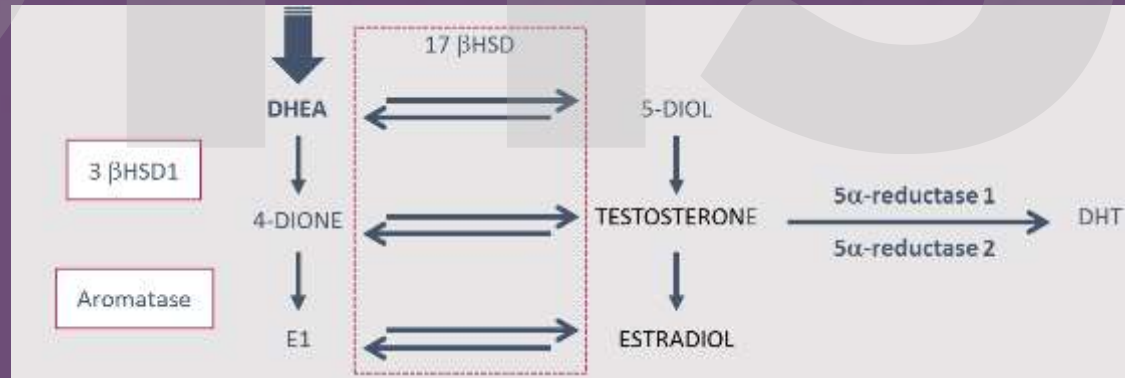 17 βHSD
DHEA
5-DIOL
3 βHSD1
4-DIONE
TESTOSTERONE
5α-reductase 1
5α-reductase 2
DHT
Aromatase
E1
ESTRADIOL